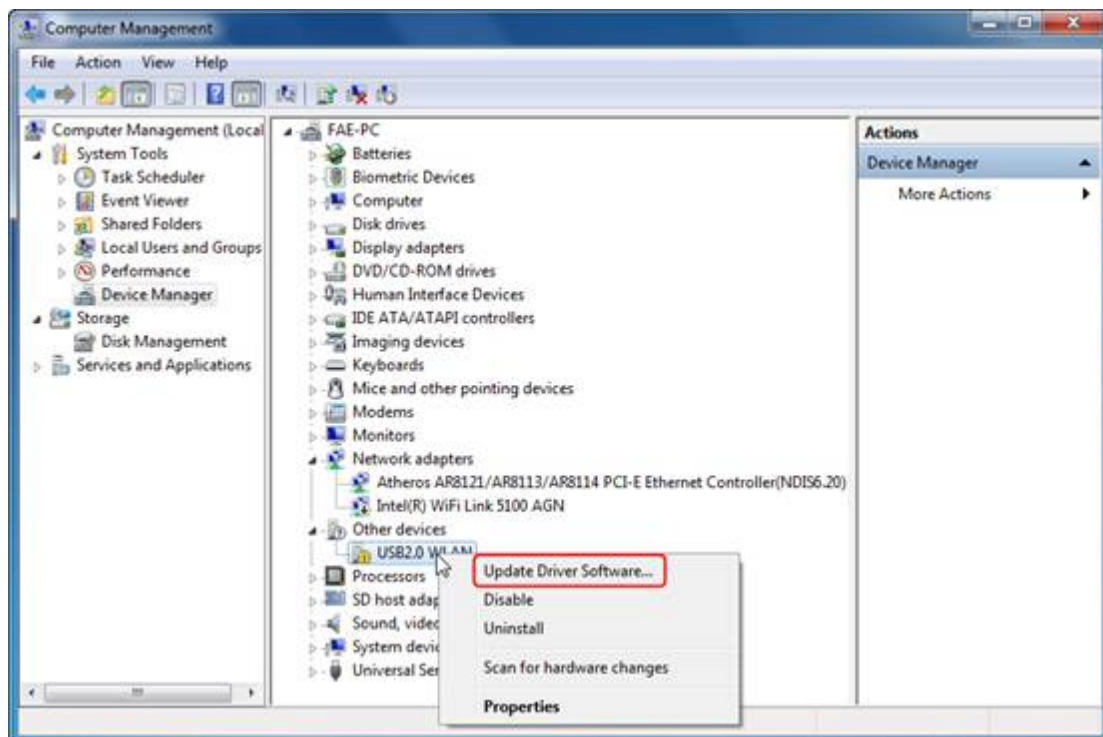 Computer Management
File Action View Help
Computer Management (Local
System Tools
Task Scheduler
Event Viewer
Shared Folders
Local Users and Groups
Performance
Device Manager
Storage
Disk Management
Services and Applications
FAE-PC
Batteries
Biometric Devices
Computer
Disk drives
Display adapters
DVD/CD-ROM drives
Human Interface Devices
IDE ATA/ATAPI controllers
Imaging devices
Keyboards
Mice and other pointing devices
Modems
Monitors
Network adapters
Atheros AR8121/AR8113/AR8114 PCI-E Ethernet Controller(NDIS6.20)
Intel(R) WiFi Link 5100 AGN
Other devices
USB2.0 WLAN
Processors
SD host adap
Sound, video
System devic
Universal Ser
Update Driver Software...
Disable
Uninstall
Scan for hardware changes
Properties
Actions
Device Manager
More Actions